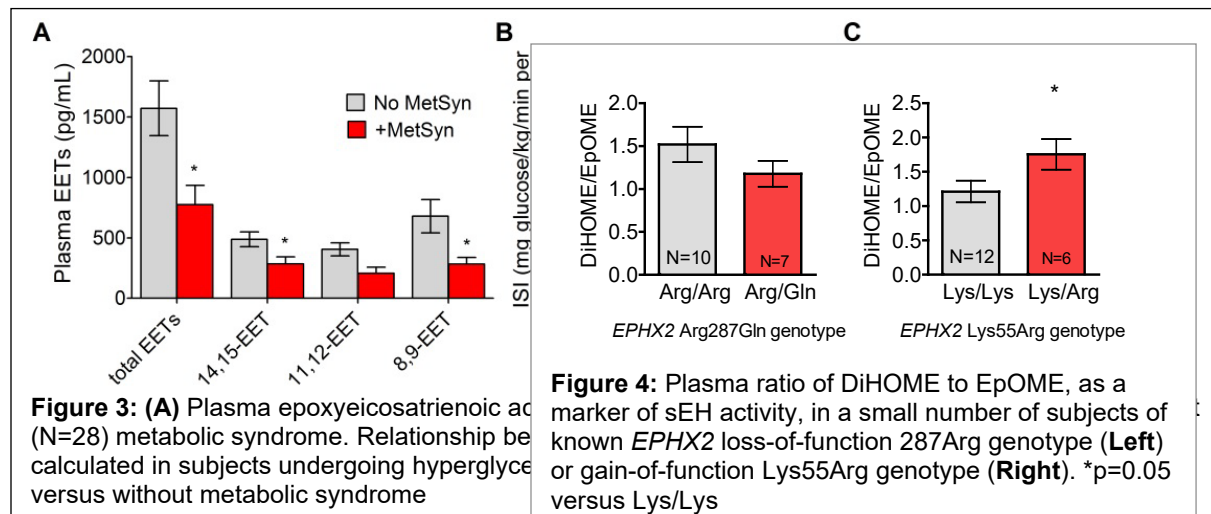 A
B
C
Plasma EETs (pg/mL)
2000
1500
1000
500
0
No MetSyn
+MetSyn
*
*
*
total EETs
14,15-EET
11,12-EET
8,9-EET
ISI (mg glucose/kg/min per
DiHOME/EpOME
2.0
1.5
1.0
0.5
0.0
N=10
N=7
Arg/Arg
Arg/Gln
EPHX2 Arg287Gln genotype
DiHOME/EpOME
2.5
2.0
1.5
1.0
0.5
0.0
*
N=12
N=6
Lys/Lys
Lys/Arg
EPHX2 Lys55Arg genotype
Figure 3: (A) Plasma epoxyeicosatrienoic ac
(N=28) metabolic syndrome. Relationship be
calculated in subjects undergoing hyperglyce
versus without metabolic syndrome
Figure 4: Plasma ratio of DiHOME to EpOME, as a
marker of sEH activity, in a small number of subjects of
known EPHX2 loss-of-function 287Arg genotype (Left)
or gain-of-function Lys55Arg genotype (Right). *p=0.05
versus Lys/Lys